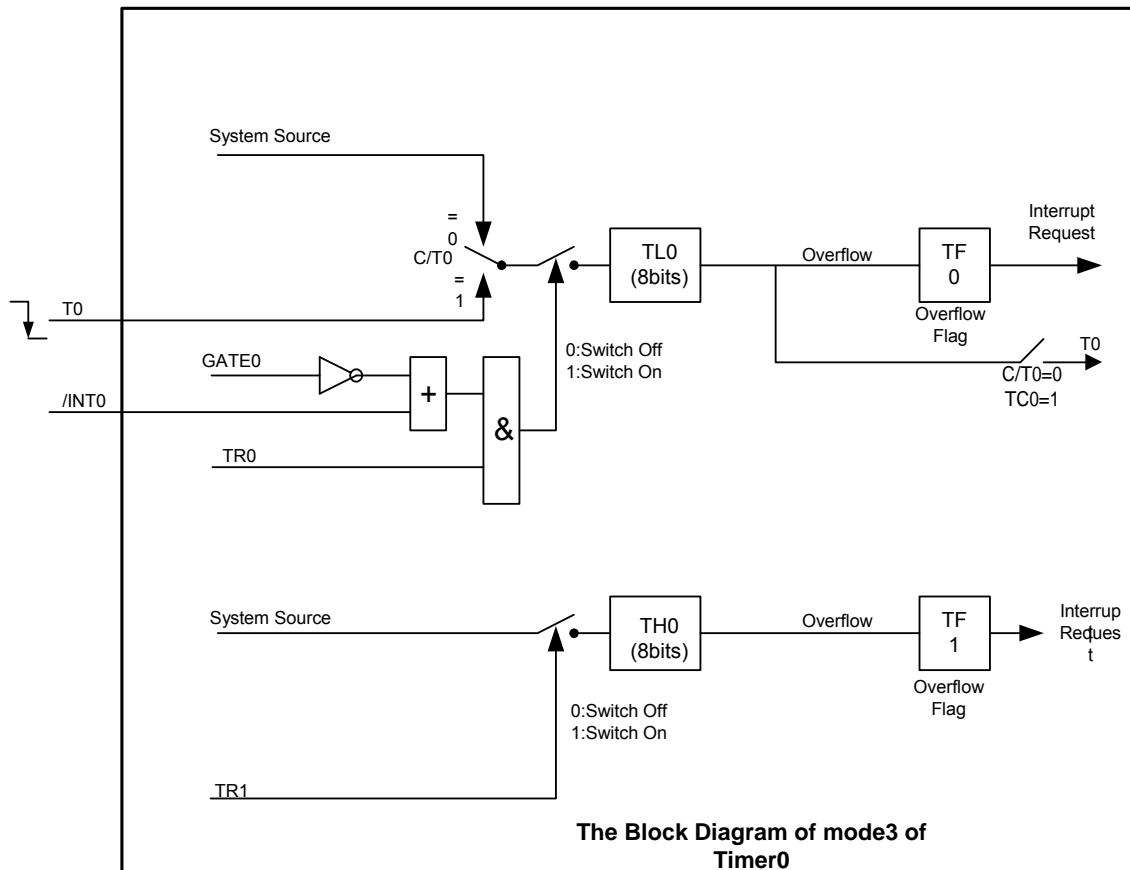 System Source
=
0
C/T0
=
1
T0
GATE0
/INT0
TR0
+
&
0:Switch Off
1:Switch On
TL0
(8bits)
Overflow
TF
0
Overflow
Flag
Interrupt
Request
T0
C/T0=0
TC0=1
System Source
TR1
0:Switch Off
1:Switch On
TH0
(8bits)
Overflow
TF
1
Overflow
Flag
Interrup
Reques
t
t
The Block Diagram of mode3 of
Timer0